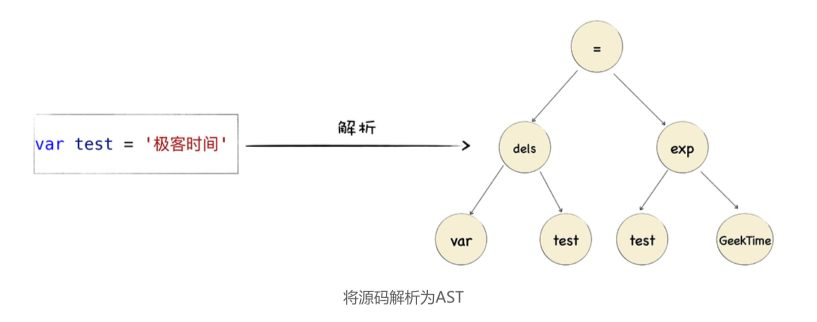 =
var test = '极客时间'
解析
dels
exp
var
test
test
GeekTime
将源码解析为AST